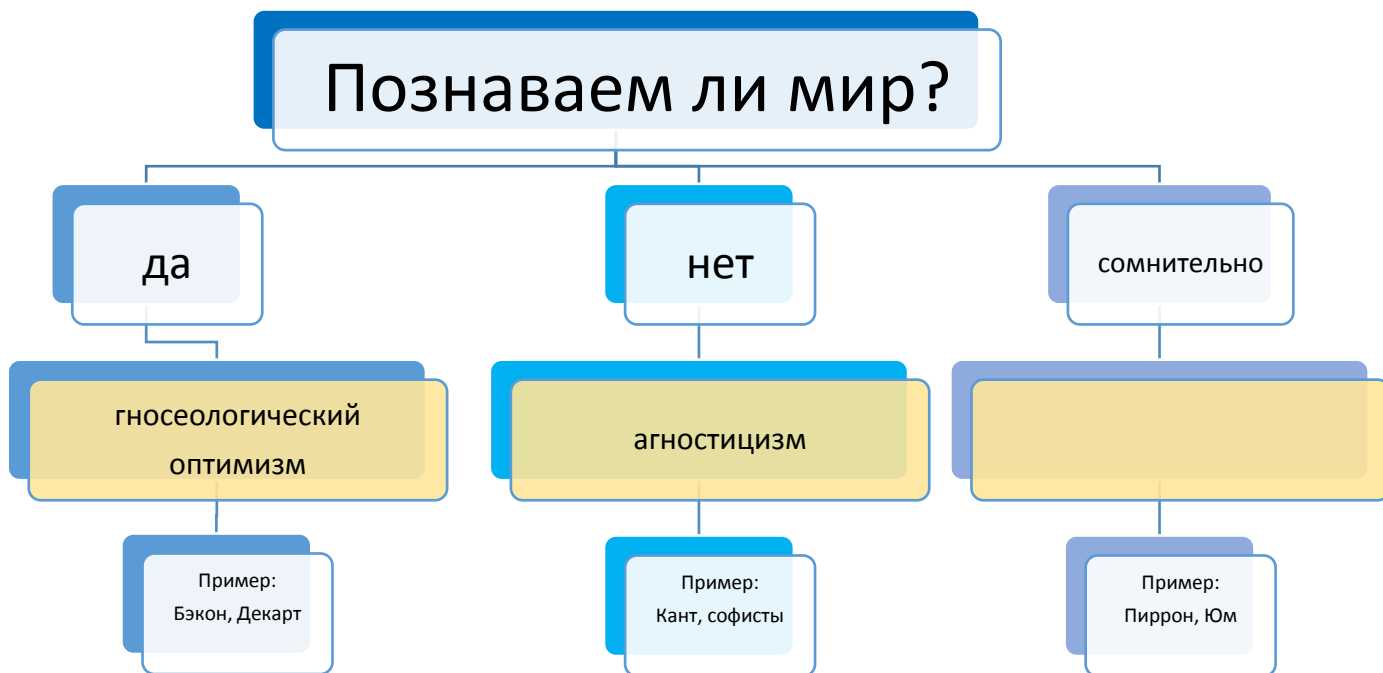 Познаваем ли мир?
да
нет
сомнительно
гносеологический
оптимизм
агностицизм
Пример:
Бэкон, Декарт
Пример:
Кант, софисты
Пример:
Пиррон, Юм